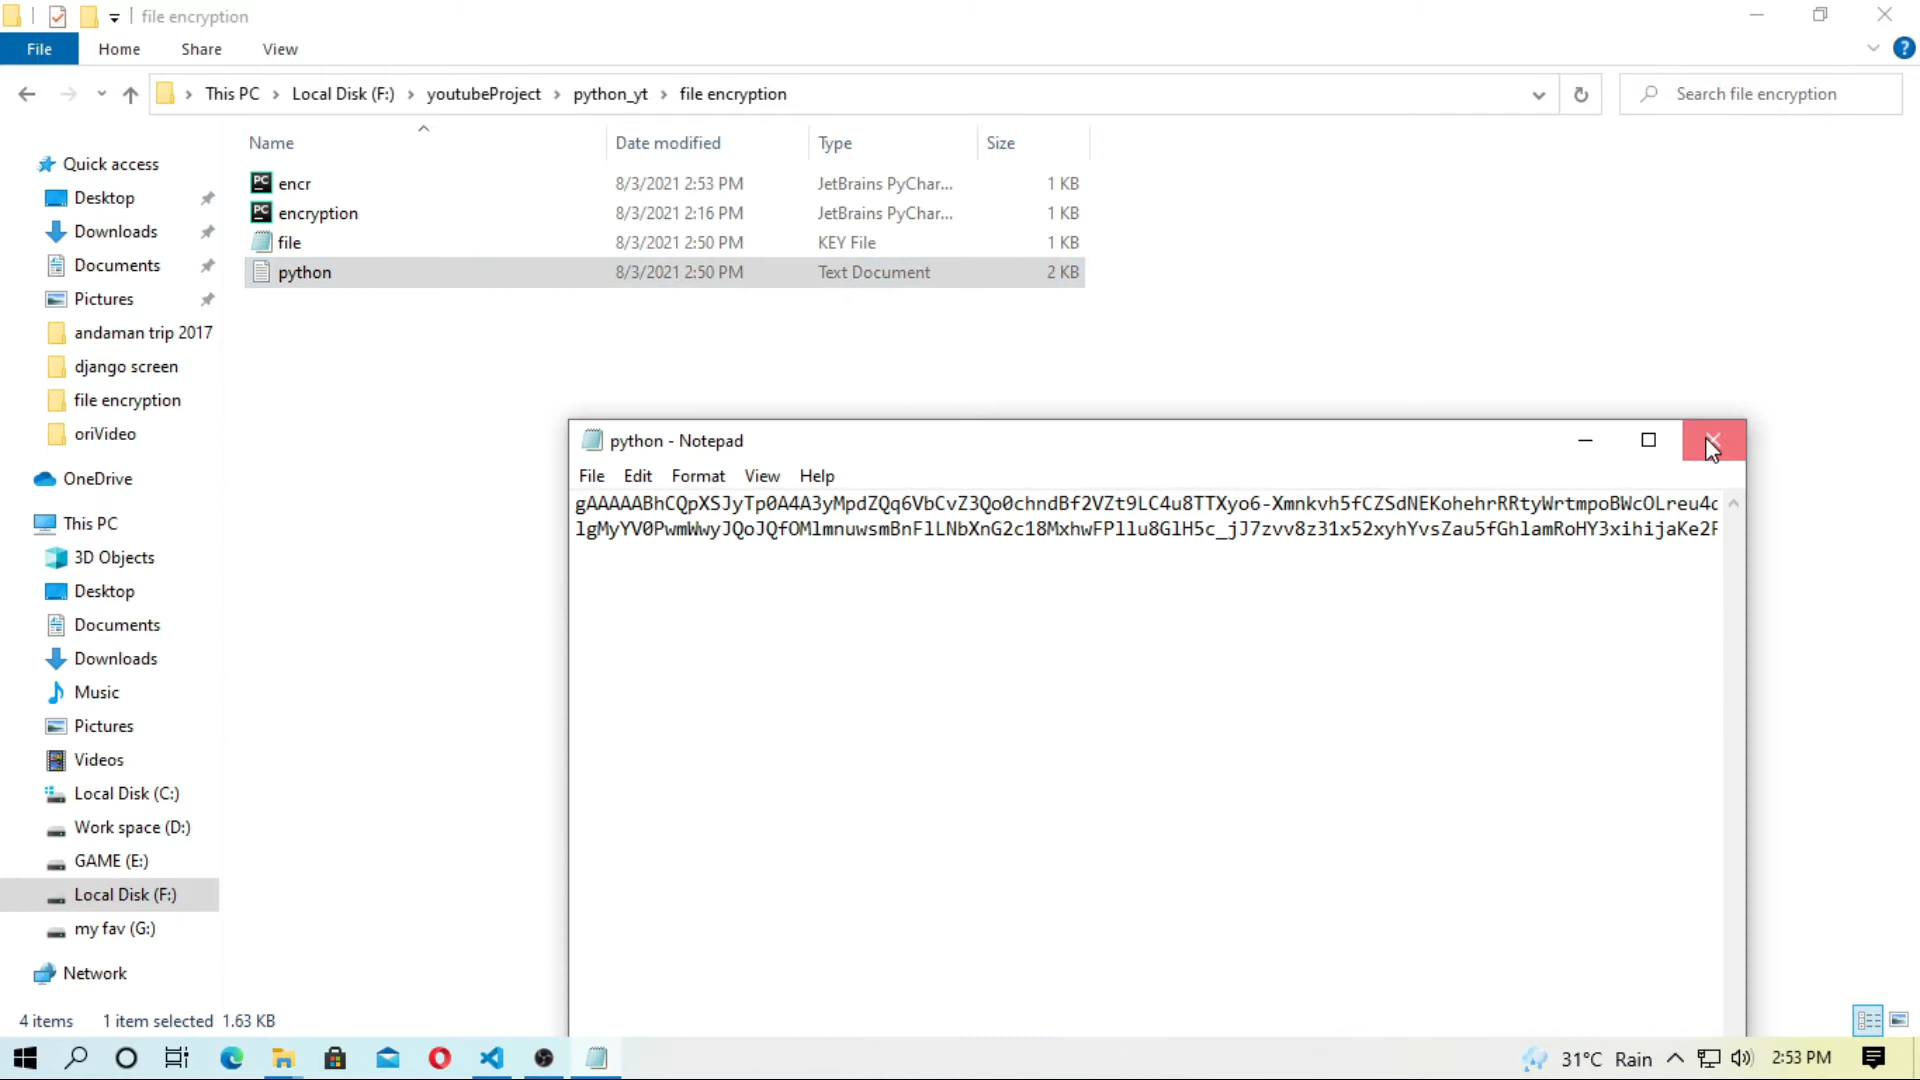 file encryption
File Home Share View
This PC Local Disk (F:) youtubeProject python_yt file encryption
Search file encryption
Name Date modified Type Size
encr 8/3/2021 2:53 PM JetBrains PyChar... 1 KB
encryption 8/3/2021 2:16 PM JetBrains PyChar... 1 KB
file 8/3/2021 2:50 PM KEY File 1 KB
python 8/3/2021 2:50 PM Text Document 2 KB
Quick access
Desktop
Downloads
Documents
Pictures
andaman trip 2017
django screen
file encryption
oriVideo
OneDrive
This PC
3D Objects
Desktop
Documents
Downloads
Music
Pictures
Videos
Local Disk (C:)
Work space (D:)
GAME (E:)
Local Disk (F:)
my fav (G:)
Network
python - Notepad
File Edit Format View Help
4 items 1 item selected 1.63 KB
31°C Rain 2:53 PM